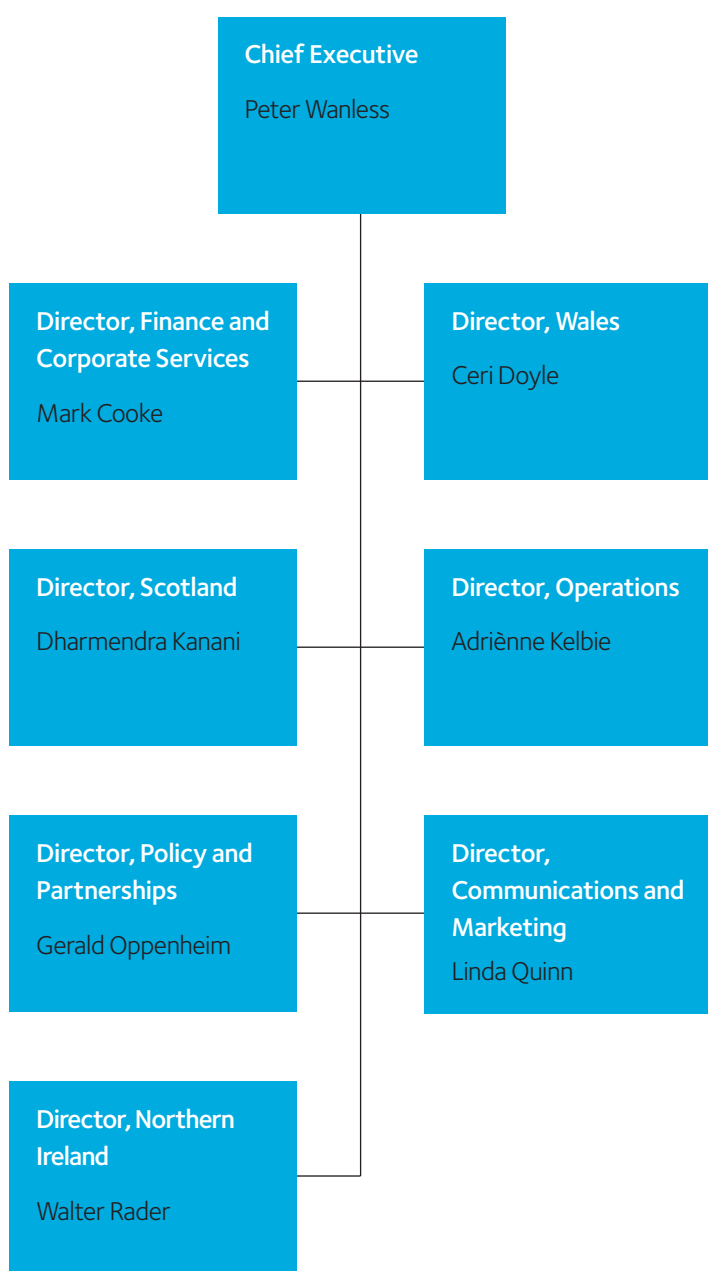 Chief Executive
Peter Wanless
Director, Finance and
Corporate Services
Mark Cooke
Director, Wales
Ceri Doyle
Director, Scotland
Dharmendra Kanani
Director, Operations
Adriènne Kelbie
Director, Policy and
Partnerships
Gerald Oppenheim
Director,
Communications and
Marketing
Linda Quinn
Director, Northern
Ireland
Walter Rader